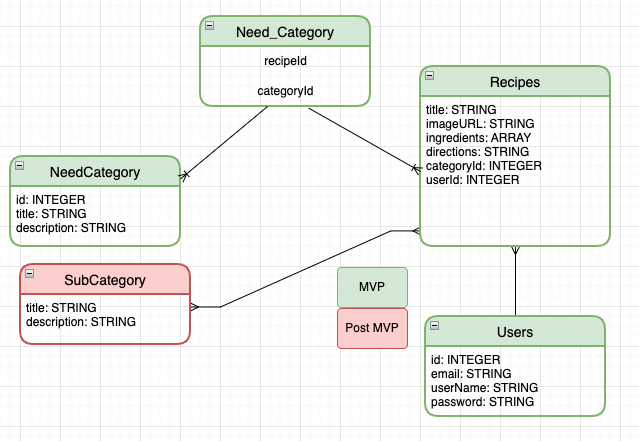 Need_Category
recipeId
categoryId
Recipes
title: STRING
imageURL: STRING
ingredients: ARRAY
directions: STRING
categoryId: INTEGER
userId: INTEGER
NeedCategory
id: INTEGER
title: STRING
description: STRING
SubCategory
title: STRING
description: STRING
MVP
Post MVP
Users
id: INTEGER
email: STRING
userName: STRING
password: STRING